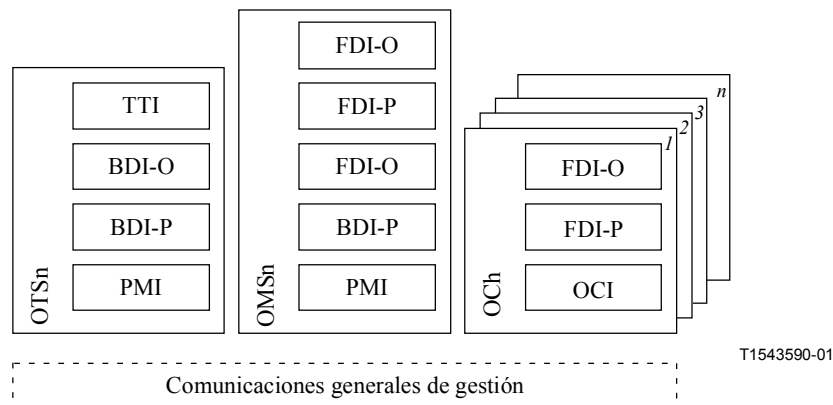 OTSn
TTI
BDI-O
BDI-P
PMI
OMSn
FDI-O
FDI-P
FDI-O
BDI-P
PMI
OCh
1
2
3
n
FDI-O
FDI-P
OCI
T1543590-01
Comunicaciones generales de gestión